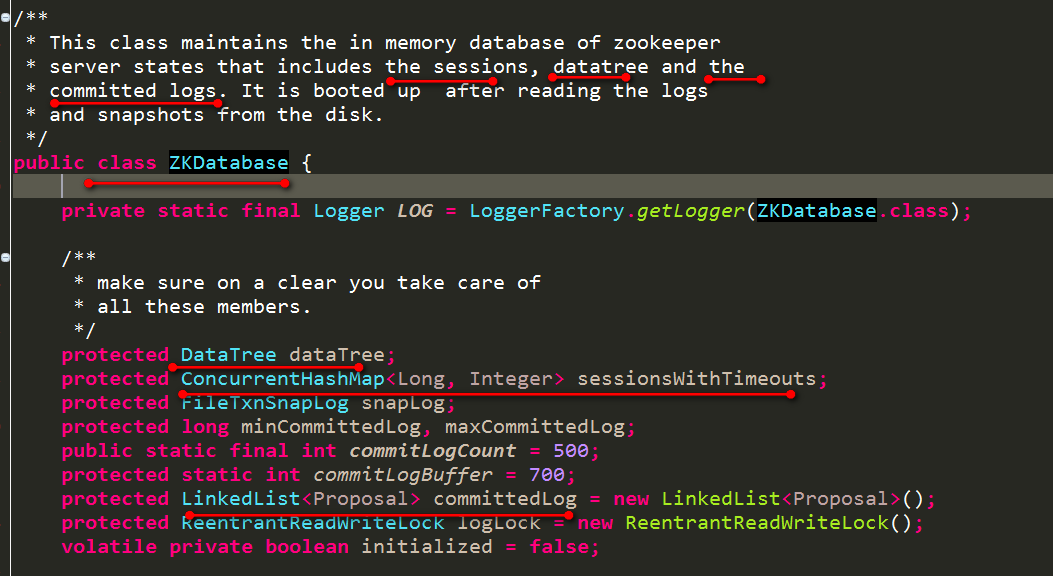 /**
* This class maintains the in memory database of zookeeper
* server states that includes the sessions, datatree and the
* committed logs. It is booted up  after reading the logs
* and snapshots from the disk.
*/
public class ZKDatabase {
private static final Logger LOG = LoggerFactory.getLogger(ZKDatabase.class);
/**
* make sure on a clear you take care of
* all these members.
*/
protected DataTree dataTree;
protected ConcurrentHashMap<Long, Integer> sessionsWithTimeouts;
protected FileTxnSnapLog snapLog;
protected long minCommittedLog, maxCommittedLog;
public static final int commitLogCount = 500;
protected static int commitLogBuffer = 700;
protected LinkedList<Proposal> committedLog = new LinkedList<Proposal>();
protected ReentrantReadWriteLock logLock = new ReentrantReadWriteLock();
volatile private boolean initialized = false;